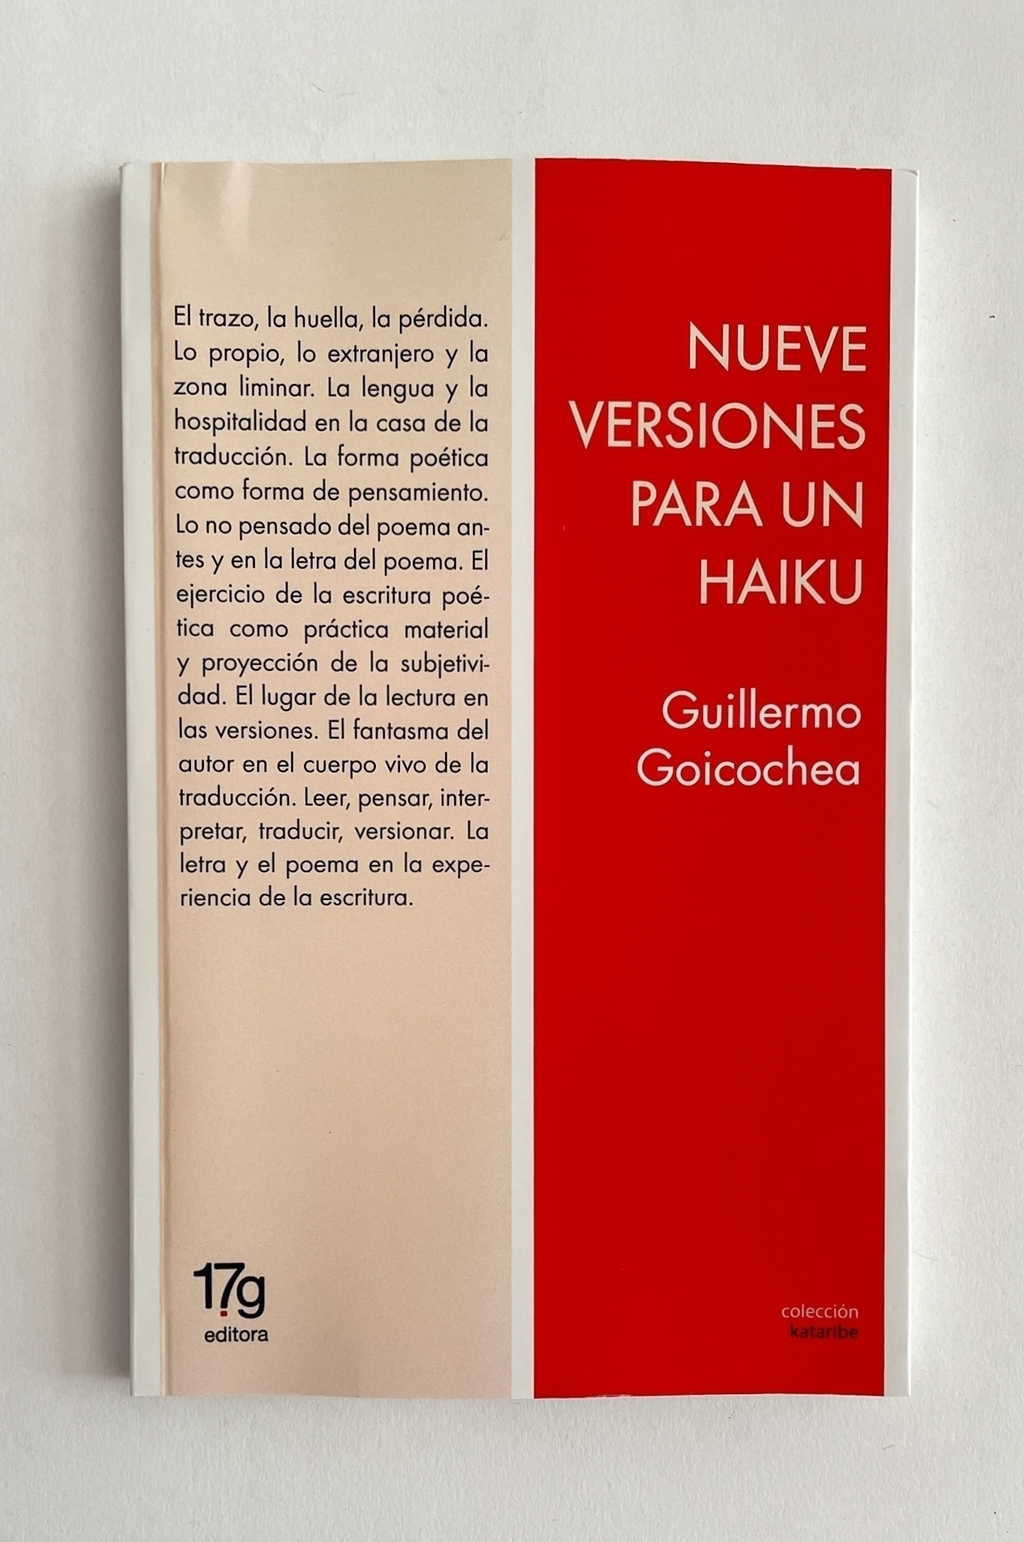 El trazo, la huella, la pérdida.
Lo propio, lo extranjero y la
zona liminar. La lengua y la
hospitalidad en la casa de la
traducción. La forma poética
como forma de pensamiento.
Lo no pensado del poema an-
tes y en la letra del poema. El
ejercicio de la escritura poé-
tica como práctica material
y proyección de la subjetivi-
dad. El lugar de la lectura en
las versiones. El fantasma del
autor en el cuerpo vivo de la
traducción. Leer, pensar, inter-
pretar, traducir, versionar. La
letra y el poema en la expe-
riencia de la escritura.
17g
editora
NUEVE
VERSIONES
PARA UN
HAIKU
Guillermo
Goicochea
colección
kataribe